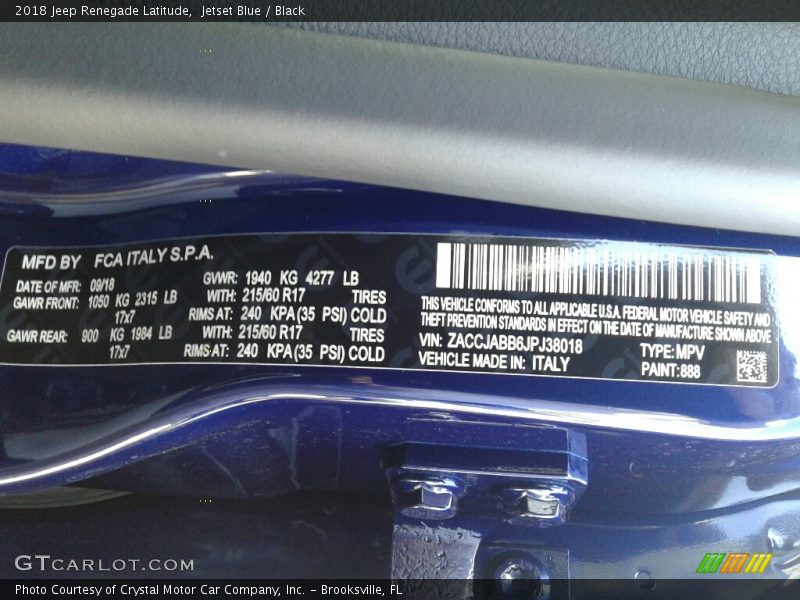 2018 Jeep Renegade Latitude,  Jetset Blue / Black
MFD BY FCA ITALY S.P.A.
DATE OF MFR: 09/18
GAWR FRONT: 1050 KG 2315 LB
17x7
GAWR REAR: 900 KG 1984 LB
17x7
GVWR: 1940 KG 4277 LB
WITH: 215/60 R17 TIRES
RIMS AT: 240 KPA (35 PSI) COLD
WITH: 215/60 R17 TIRES
RIMS AT: 240 KPA (35 PSI) COLD
THIS VEHICLE CONFORMS TO ALL APPLICABLE U.S.A. FEDERAL MOTOR VEHICLE SAFETY AND
THEFT PREVENTION STANDARDS IN EFFECT ON THE DATE OF MANUFACTURE SHOWN ABOVE
VIN: ZACCJABB6JPJ38018 TYPE: MPV
VEHICLE MADE IN: ITALY PAINT: 888
GTCARLOT.COM
Photo Courtesy of Crystal Motor Car Company, Inc. – Brooksville, FL